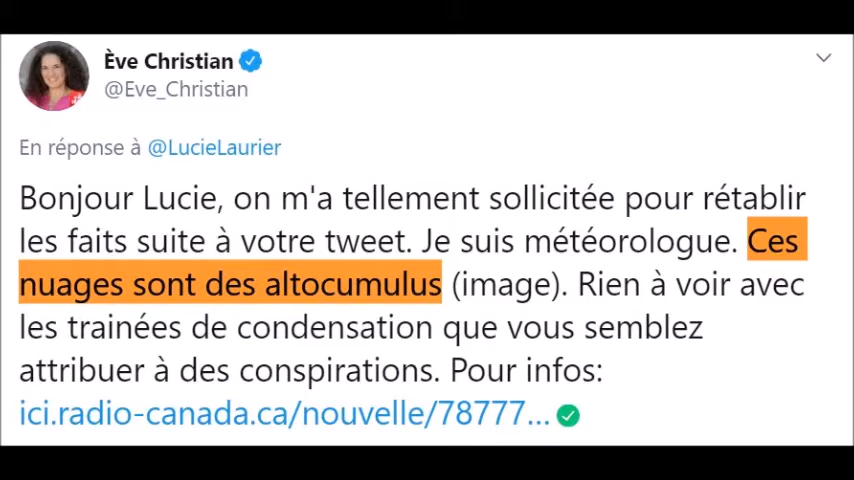 Ève Christian
@Eve_Christian
En réponse à @LucieLaurier
Bonjour Lucie, on m'a tellement sollicitée pour rétablir
les faits suite à votre tweet. Je suis météorologue. Ces
nuages sont des altocumulus (image). Rien à voir avec
les trainées de condensation que vous semblez
attribuer à des conspirations. Pour infos:
ici.radio-canada.ca/nouvelle/78777...